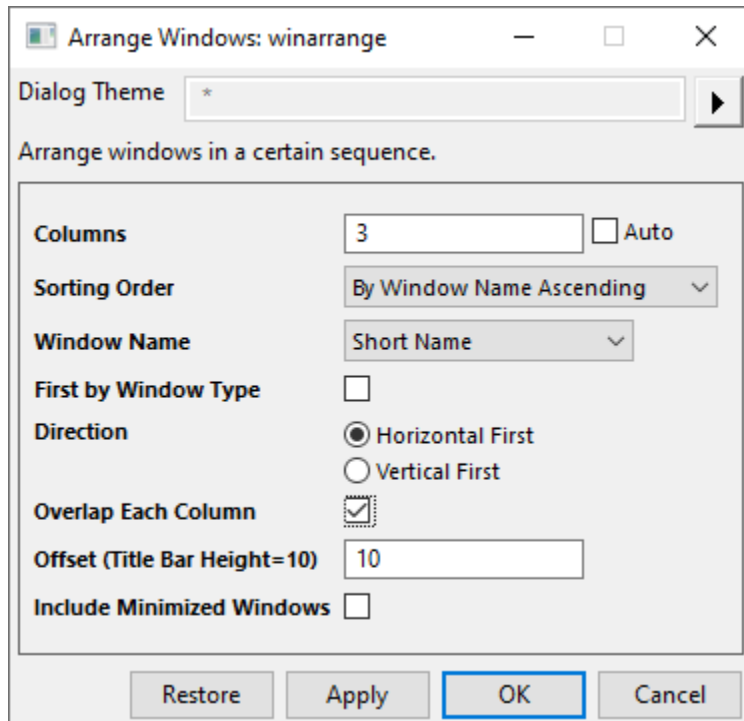 Arrange Windows: winarrange
Dialog Theme *
Arrange windows in a certain sequence.
Columns 3 Auto
Sorting Order By Window Name Ascending
Window Name Short Name
First by Window Type
Direction Horizontal First
Vertical First
Overlap Each Column
Offset (Title Bar Height=10) 10
Include Minimized Windows
Restore Apply OK Cancel